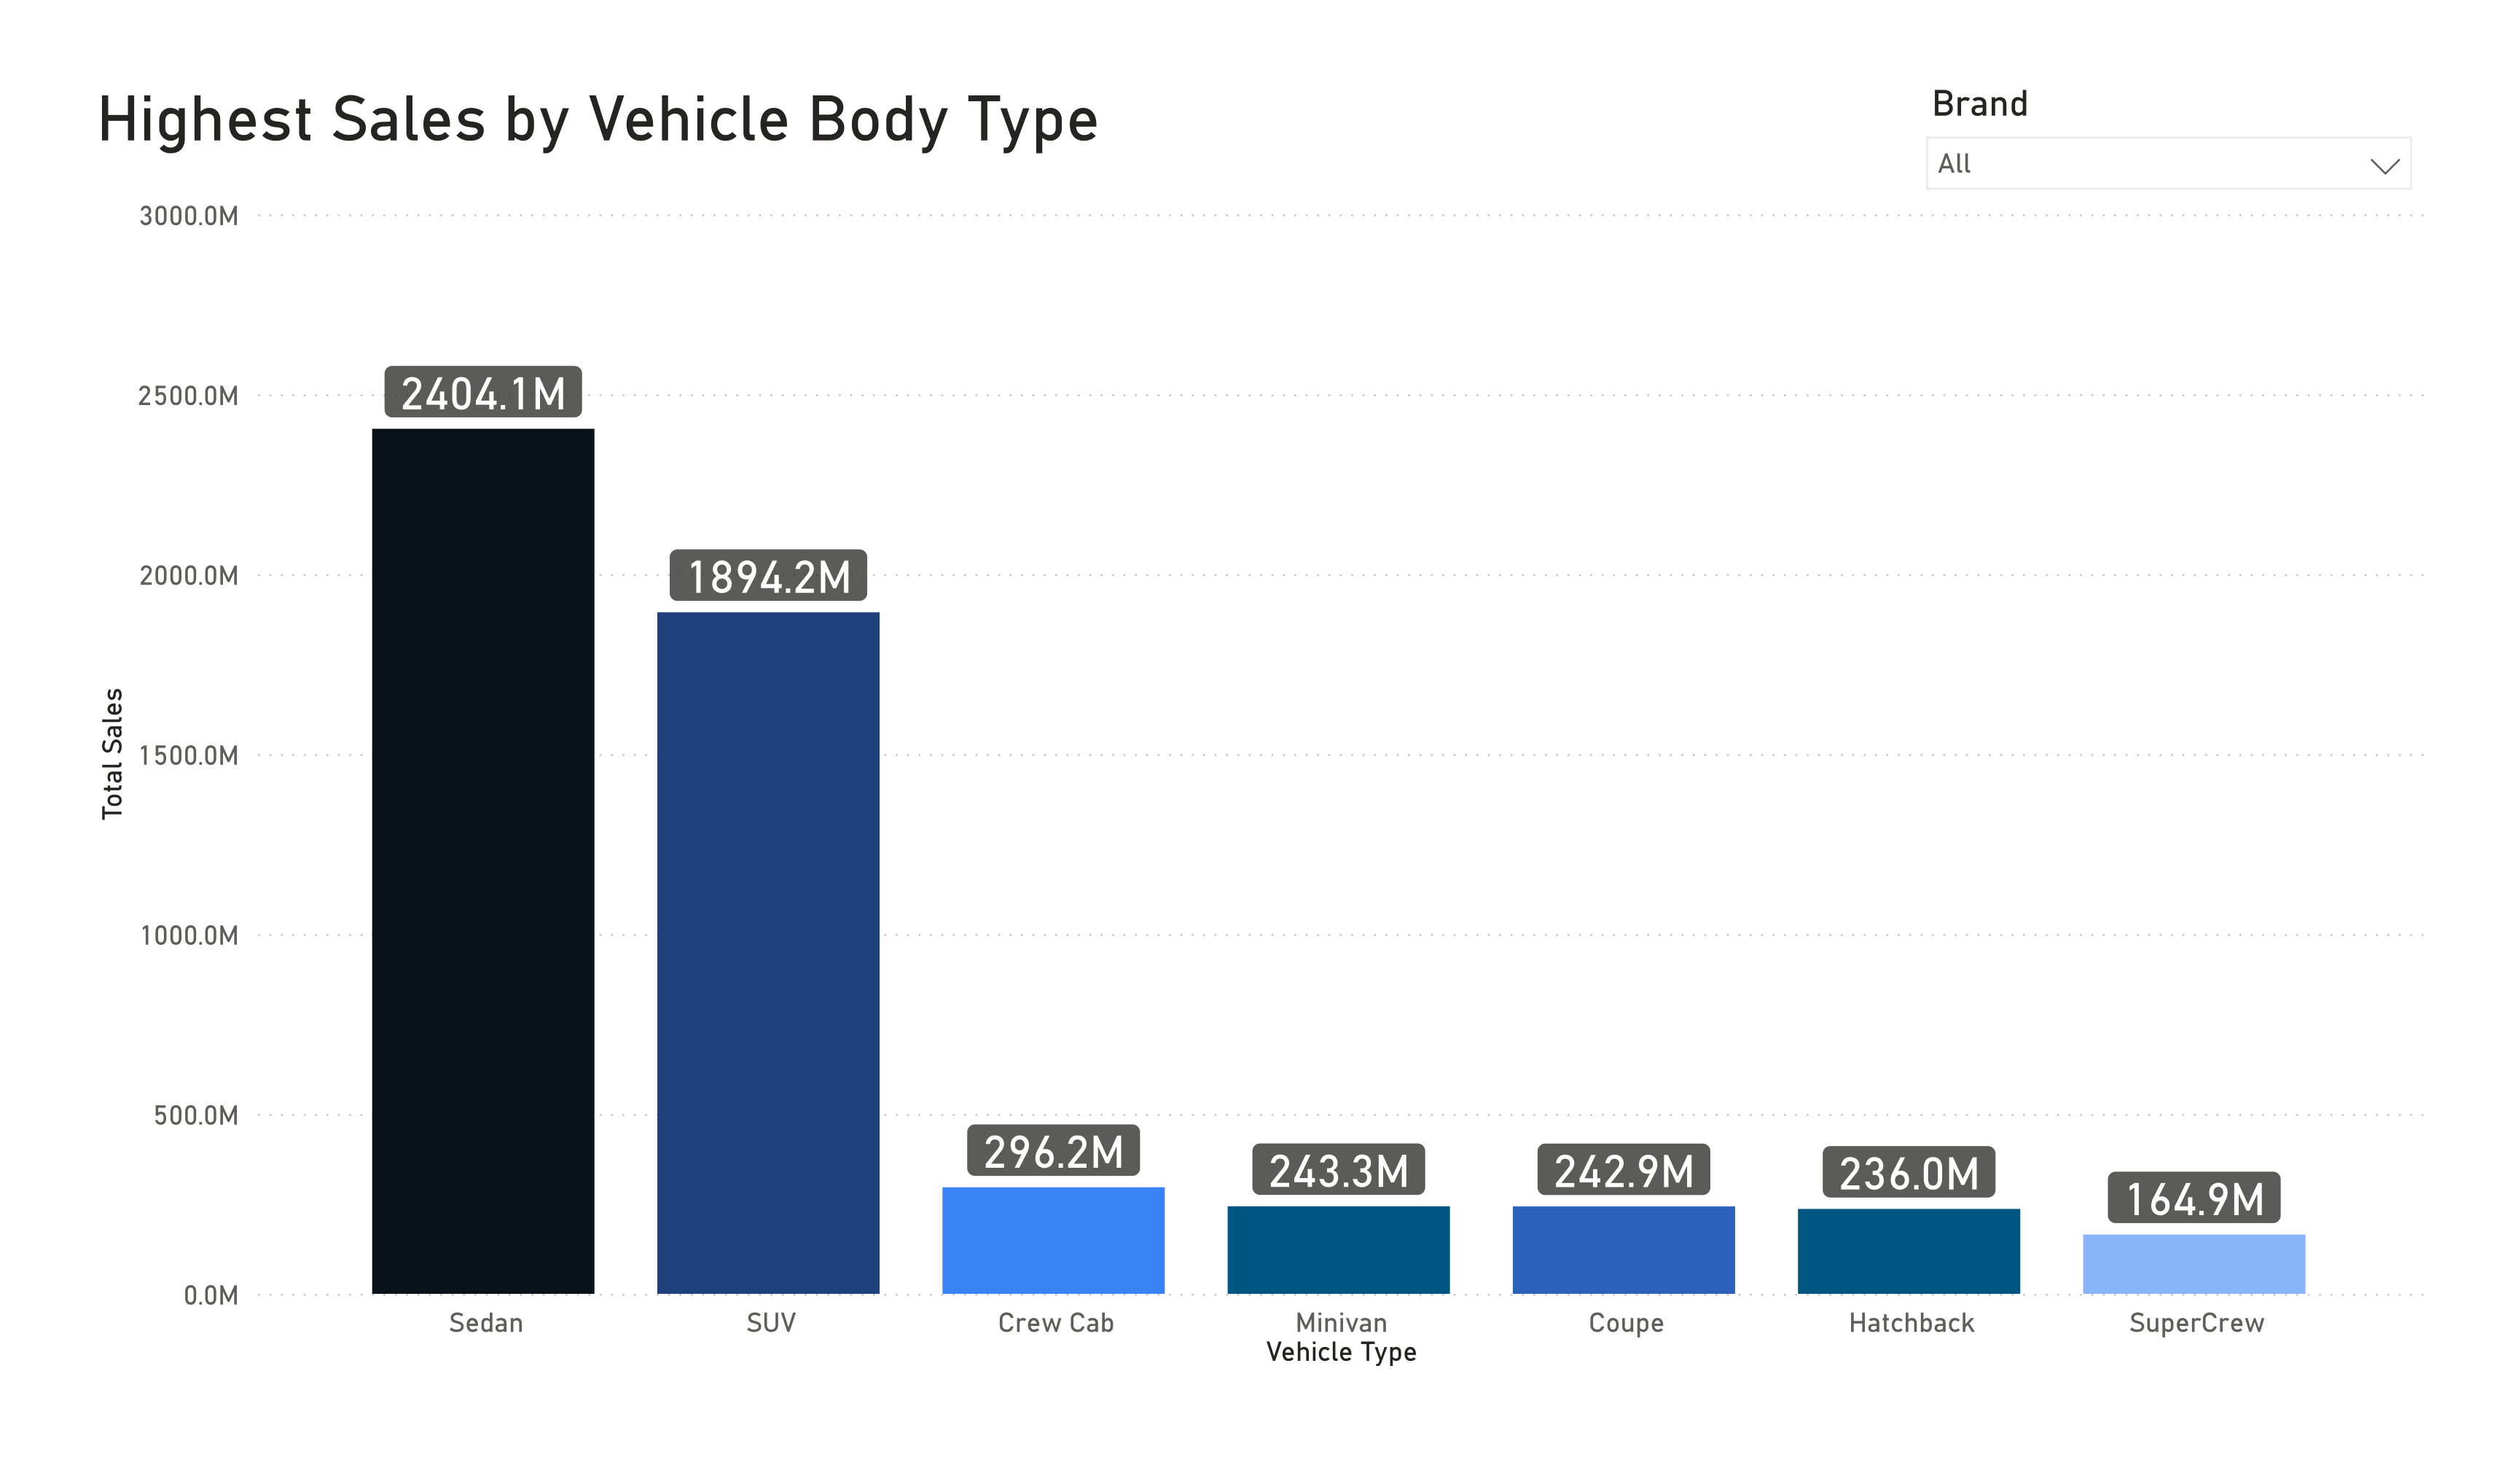 Highest Sales by Vehicle Body Type
Brand
All
3000.0M
2500.0M
2000.0M
1500.0M
1000.0M
500.0M
0.0M
Total Sales
2404.1M
1894.2M
296.2M
243.3M
242.9M
236.0M
164.9M
Sedan
SUV
Crew Cab
Minivan
Coupe
Hatchback
SuperCrew
Vehicle Type